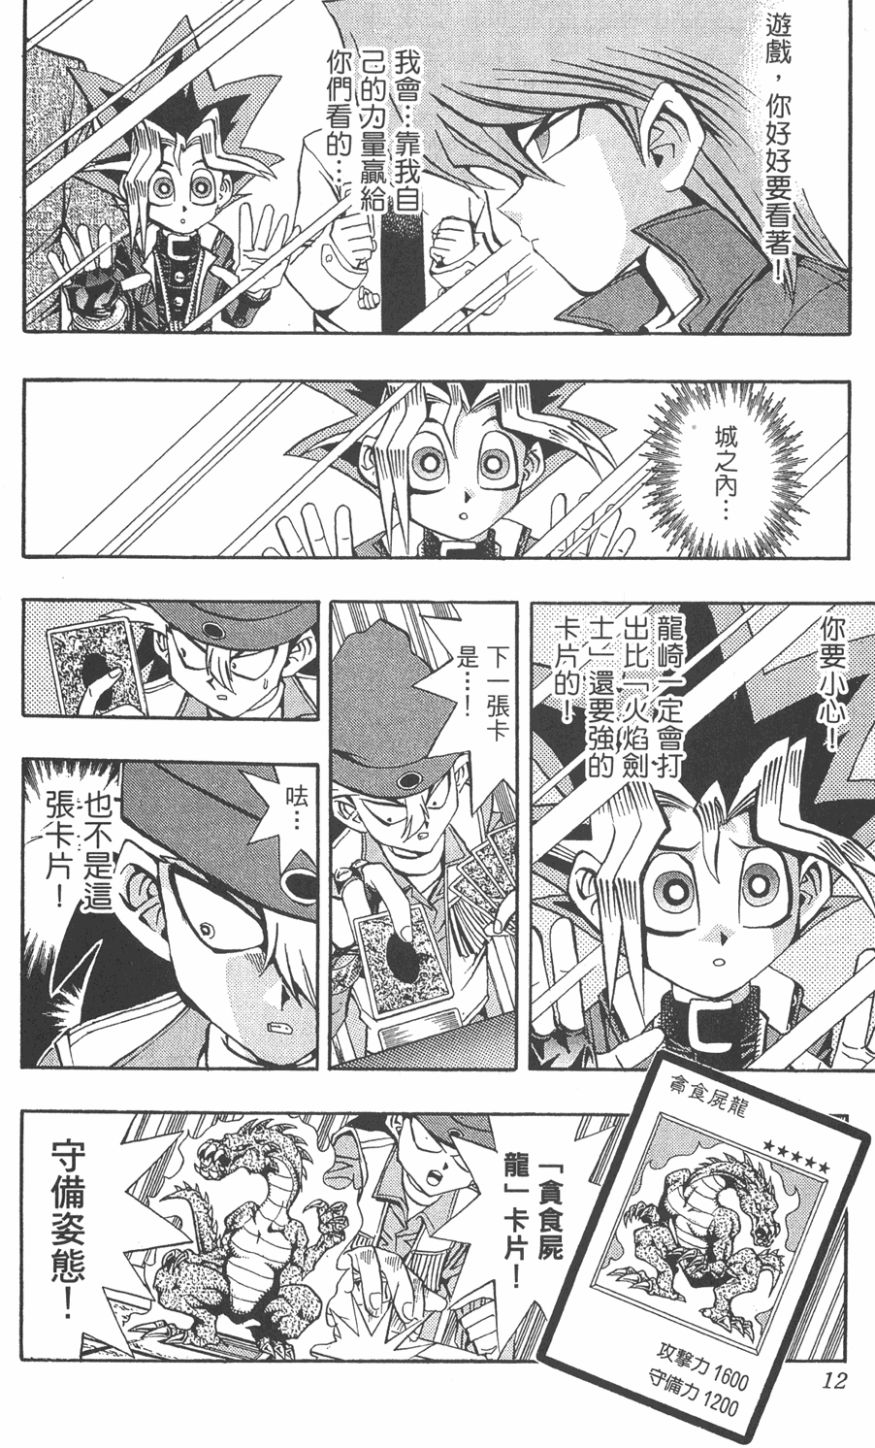 遊戲，你好好要看著！
我會…靠我自
己的力量贏給
你們看的…
城之內…
你要小心！
龍崎一定會打
出比「火焰劍
士」還要強的
卡片的！
下一張卡
是…！
呿…
也不是這
張卡片！
貪食屍龍
★★★★★
攻擊力 1600
守備力 1200
「貪食屍
龍」卡片！
守備姿態！
12